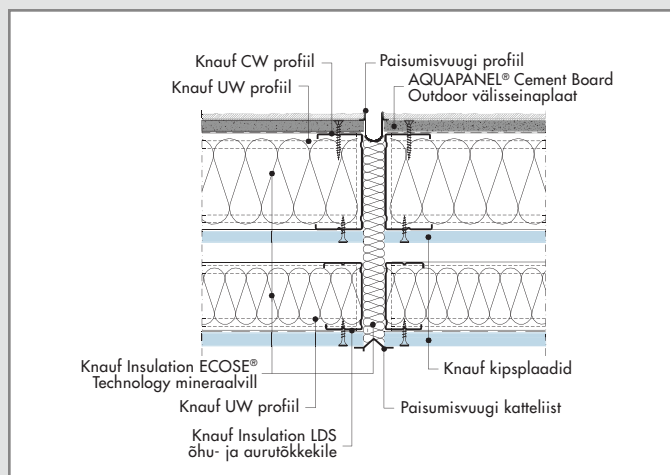 Knauf CW profiil
Paisumisvuugi profiil
Knauf UW profiil
AQUAPANEL® Cement Board
Outdoor välisseinaplaat
Knauf Insulation ECOSE®
Technology mineraalvill
Knauf kipsplaadid
Knauf UW profiil
Paisumisvuugi katteliist
Knauf Insulation LDS
õhu- ja aurutõkkekile